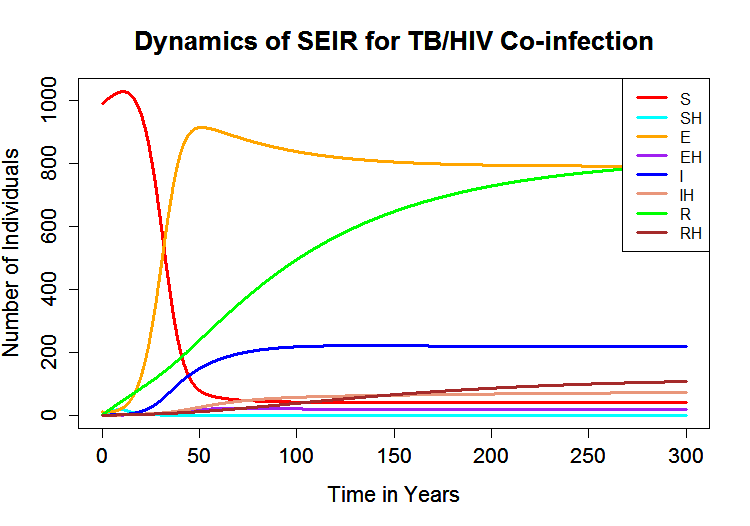 Dynamics of SEIR for TB/HIV Co-infection
Number of Individuals
1000
800
600
400
200
0
0 50 100 150 200 250 300
Time in Years
S
SH
E
EH
I
IH
R
RH